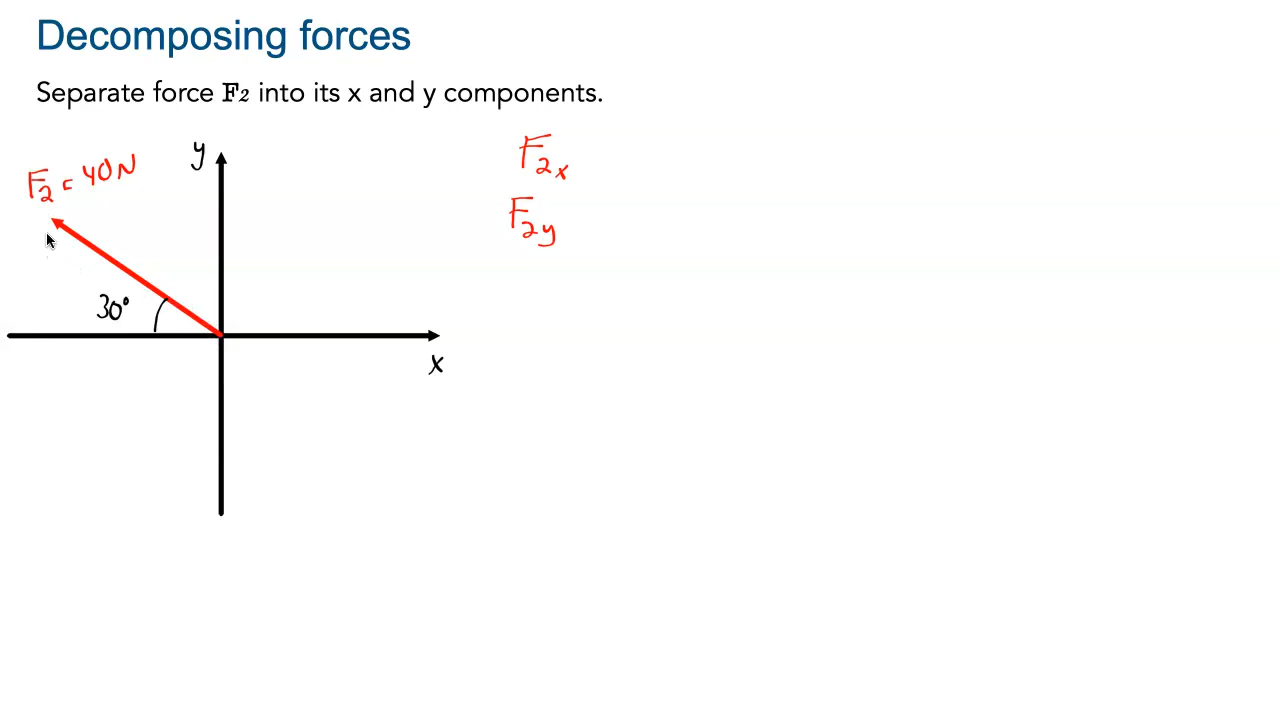 Decomposing forces
Separate force F₂ into its x and y components.
y
F₂ = 40N
30°
x
F₂ₓ
F₂y